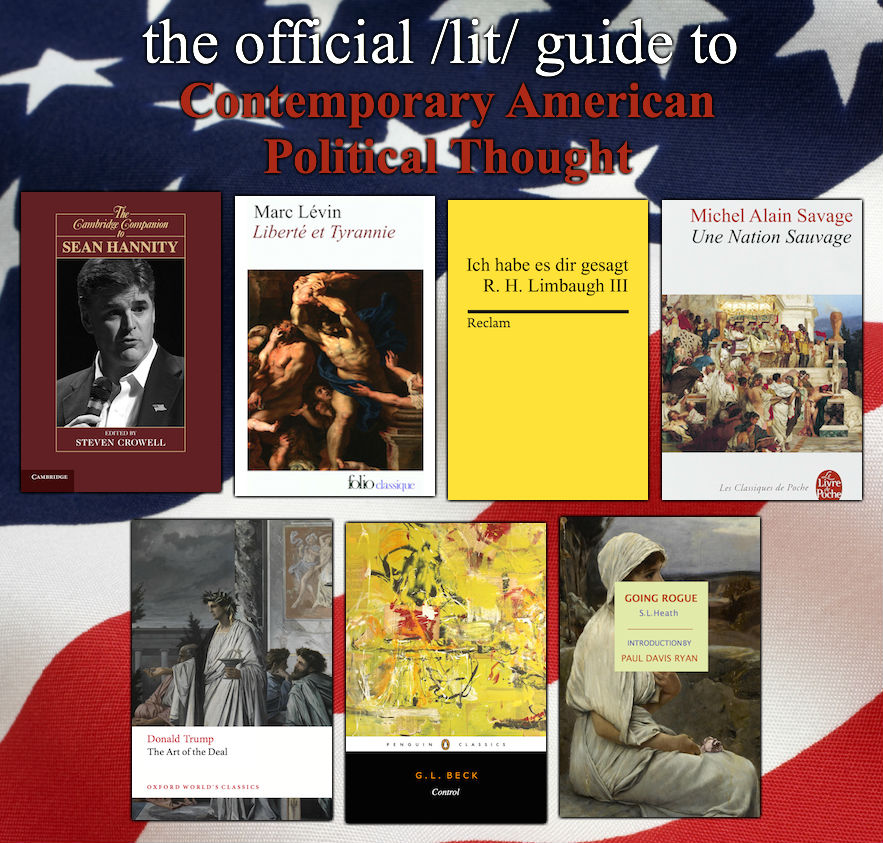 the official /lit/ guide to
Contemporary American
Political Thought
The
Cambridge Companion
to
SEAN HANNITY
EDITED BY
STEVEN CROWELL
CAMBRIDGE
Marc Lévin
Liberté et Tyrannie
folio classique
Ich habe es dir gesagt
R. H. Limbaugh III
Reclam
Michel Alain Savage
Une Nation Sauvage
Les Classiques de Poche
Le
Livre
de
Poche
Donald Trump
The Art of the Deal
OXFORD WORLD'S CLASSICS
PENGUIN CLASSICS
G.L. BECK
Control
GOING ROGUE
S.L.Heath
INTRODUCTION BY
PAUL DAVIS RYAN